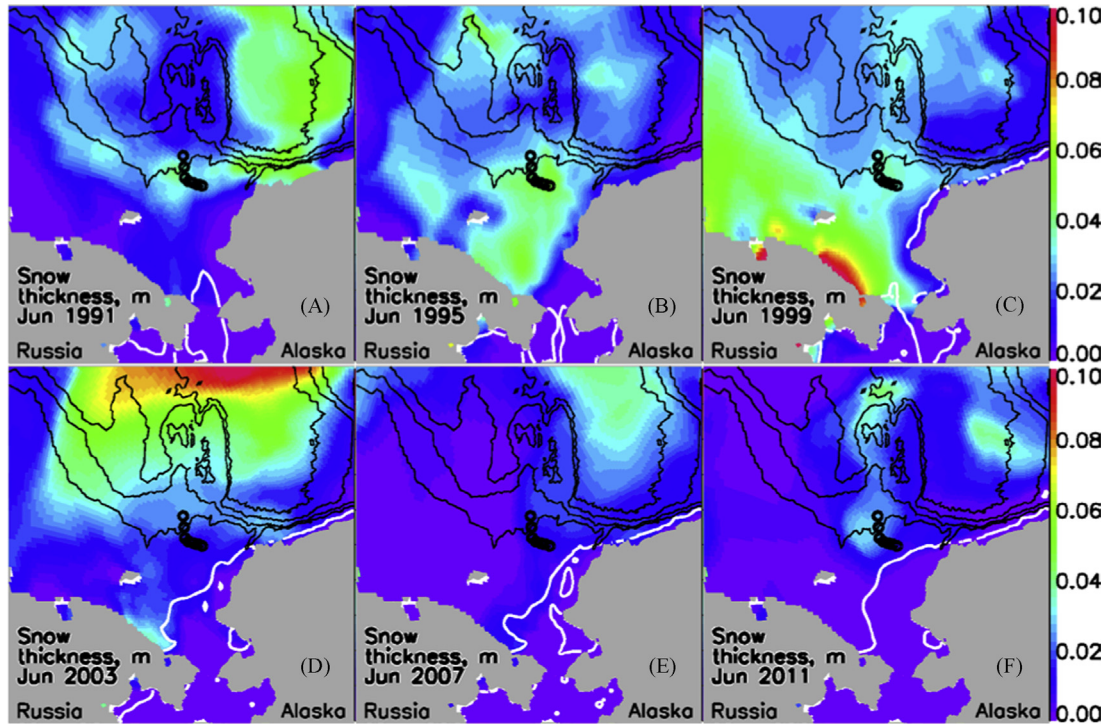 Snow
thickness, m
Jun 1991
(A)
Russia
Alaska
Snow
thickness, m
Jun 1995
(B)
Russia
Alaska
Snow
thickness, m
Jun 1999
(C)
Russia
Alaska
0.10
0.08
0.06
0.04
0.02
0.00
Snow
thickness, m
Jun 2003
(D)
Russia
Alaska
Snow
thickness, m
Jun 2007
(E)
Russia
Alaska
Snow
thickness, m
Jun 2011
(F)
Russia
Alaska
0.10
0.08
0.06
0.04
0.02
0.00